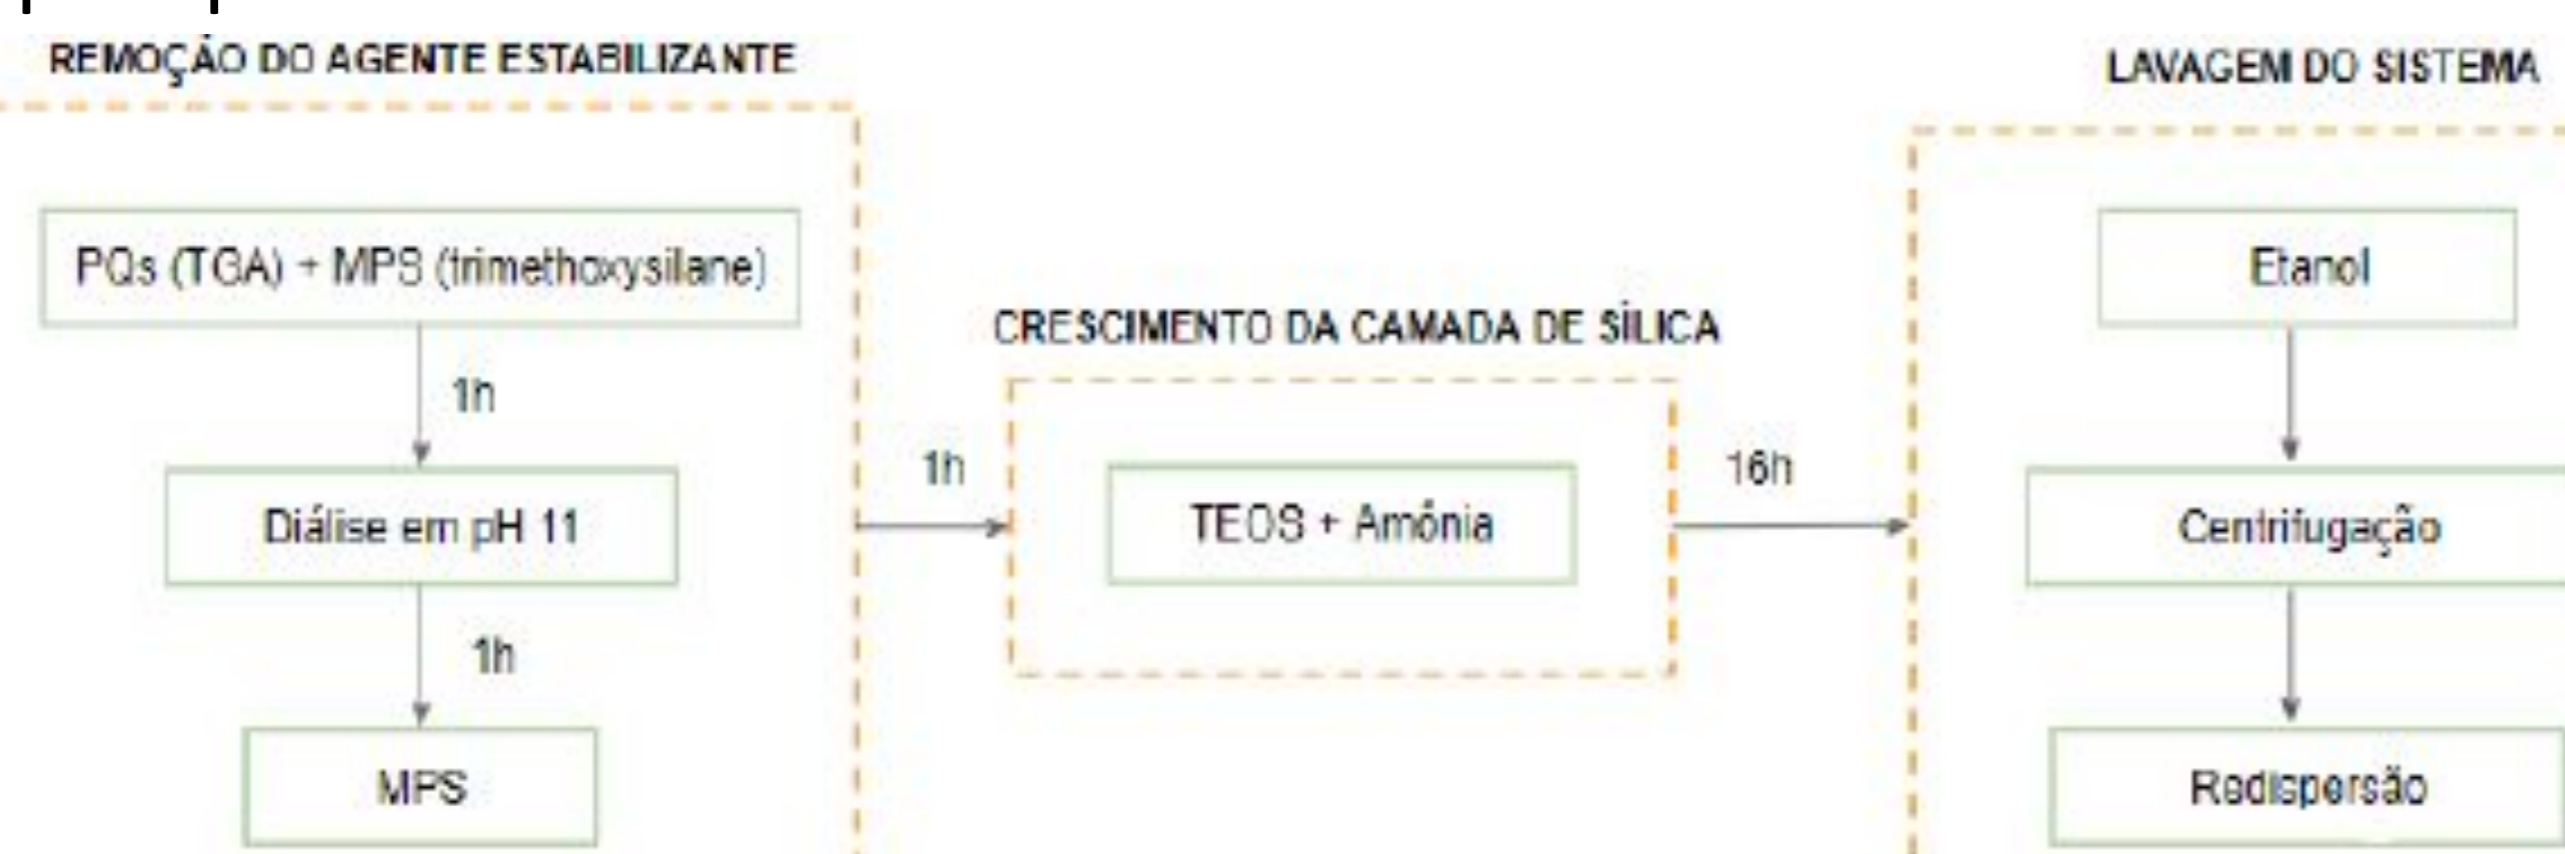 REMOÇÃO DO AGENTE ESTABILIZANTE
PQs (TGA) + MPS (trimethoxysilane)
1h
Diálise em pH 11
1h
MPS
1h
CRESCIMENTO DA CAMADA DE SÍLICA
TEOS + Amônia
16h
LAVAGEM DO SISTEMA
Etanol
Centrifugação
Redispersão